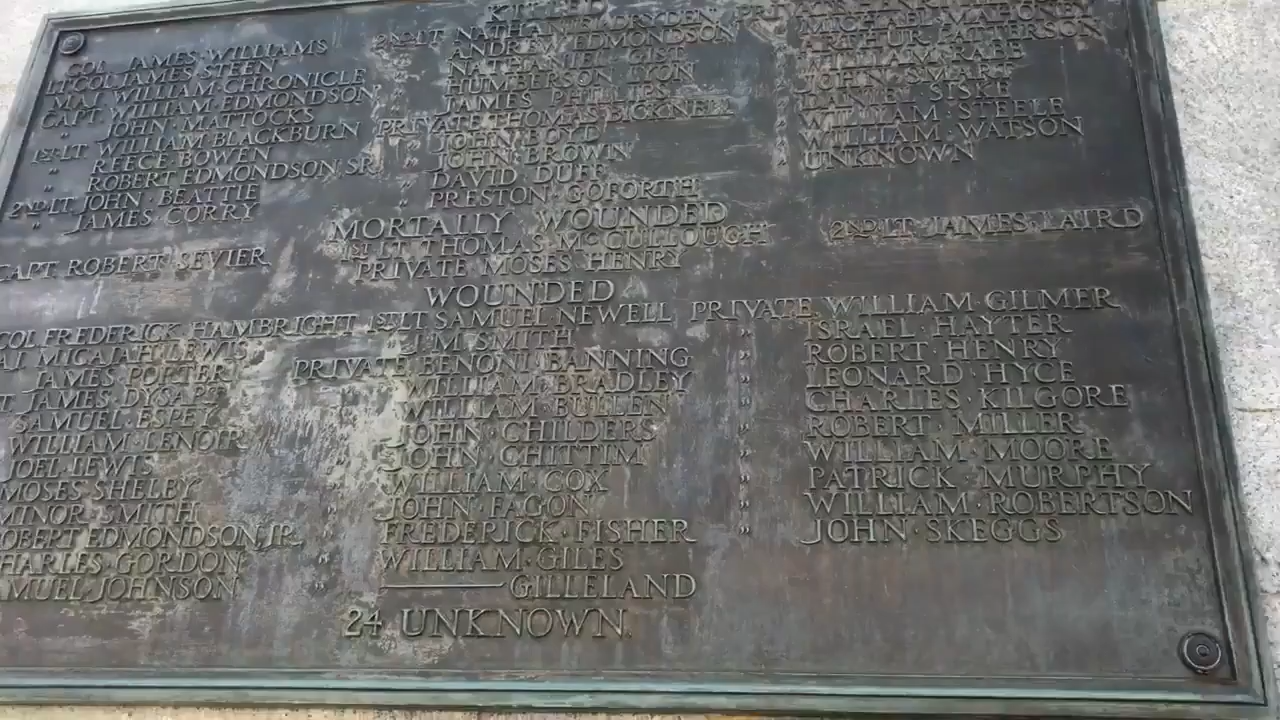 KILLED
COL JAMES WILLIAMS
LT COL JAMES STEEN
MAJ WILLIAM CHRONICLE
CAPT. WILLIAM EDMONDSON
" JOHN MATTOCKS
1ST LT WILLIAM BLACKBURN
" REECE BOWEN
" ROBERT EDMONDSON SR.
2ND LT. JOHN BEATTIE
" JAMES CORRY
2ND LT NATHANIEL DRYDEN
ANDREW EDMONDSON
NATHANIEL GIST
HUMBERSON LYON
JAMES PHILLIPS
PRIVATE THOMAS BICKNELL
" JOHN BOYD
" JOHN BROWN
" DAVID DUFF
" PRESTON GOFORTH
MICHAEL MAHONEY
ARTHUR PATTERSON
WILLIAM RABB
JOHN SMART
DANIEL SISKE
WILLIAM STEELE
WILLIAM WATSON
UNKNOWN
MORTALLY WOUNDED
CAPT. ROBERT SEVIER
1ST LT THOMAS McCULLOUGH
PRIVATE MOSES HENRY
2ND LT JAMES LAIRD
WOUNDED
COL FREDERICK HAMBRIGHT
MICAJAH LEWIS
JAMES PORTER
JAMES DYSART
SAMUEL ESPEY
WILLIAM LENOIR
JOEL LEWIS
MOSES SHELBY
MINOR SMITH
ROBERT EDMONDSON, JR.
CHARLES GORDON
SAMUEL JOHNSON
1ST LT SAMUEL NEWELL
J. M. SMITH
PRIVATE BENONI BANNING
WILLIAM BRADLEY
WILLIAM BULLEN
JOHN CHILDERS
JOHN CHITTIM
" WILLIAM COX
" JOHN FAGON
" FREDERICK FISHER
" WILLIAM GILES
" ——— GILLELAND
PRIVATE WILLIAM GILMER
" ISRAEL HAYTER
" ROBERT HENRY
" LEONARD HYCE
" CHARLES KILGORE
" ROBERT MILLER
" WILLIAM MOORE
" PATRICK MURPHY
" WILLIAM ROBERTSON
" JOHN SKEGGS
24 UNKNOWN.